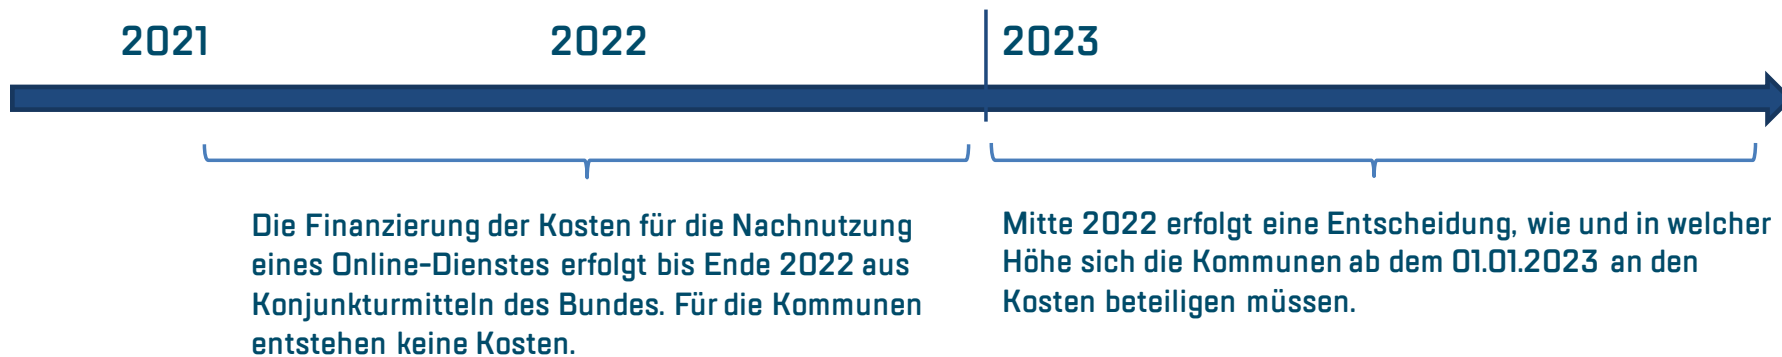 2021
2022
2023
Die Finanzierung der Kosten für die Nachnutzung
eines Online-Dienstes erfolgt bis Ende 2022 aus
Konjunkturmitteln des Bundes. Für die Kommunen
entstehen keine Kosten.
Mitte 2022 erfolgt eine Entscheidung, wie und in welcher
Höhe sich die Kommunen ab dem 01.01.2023 an den
Kosten beteiligen müssen.